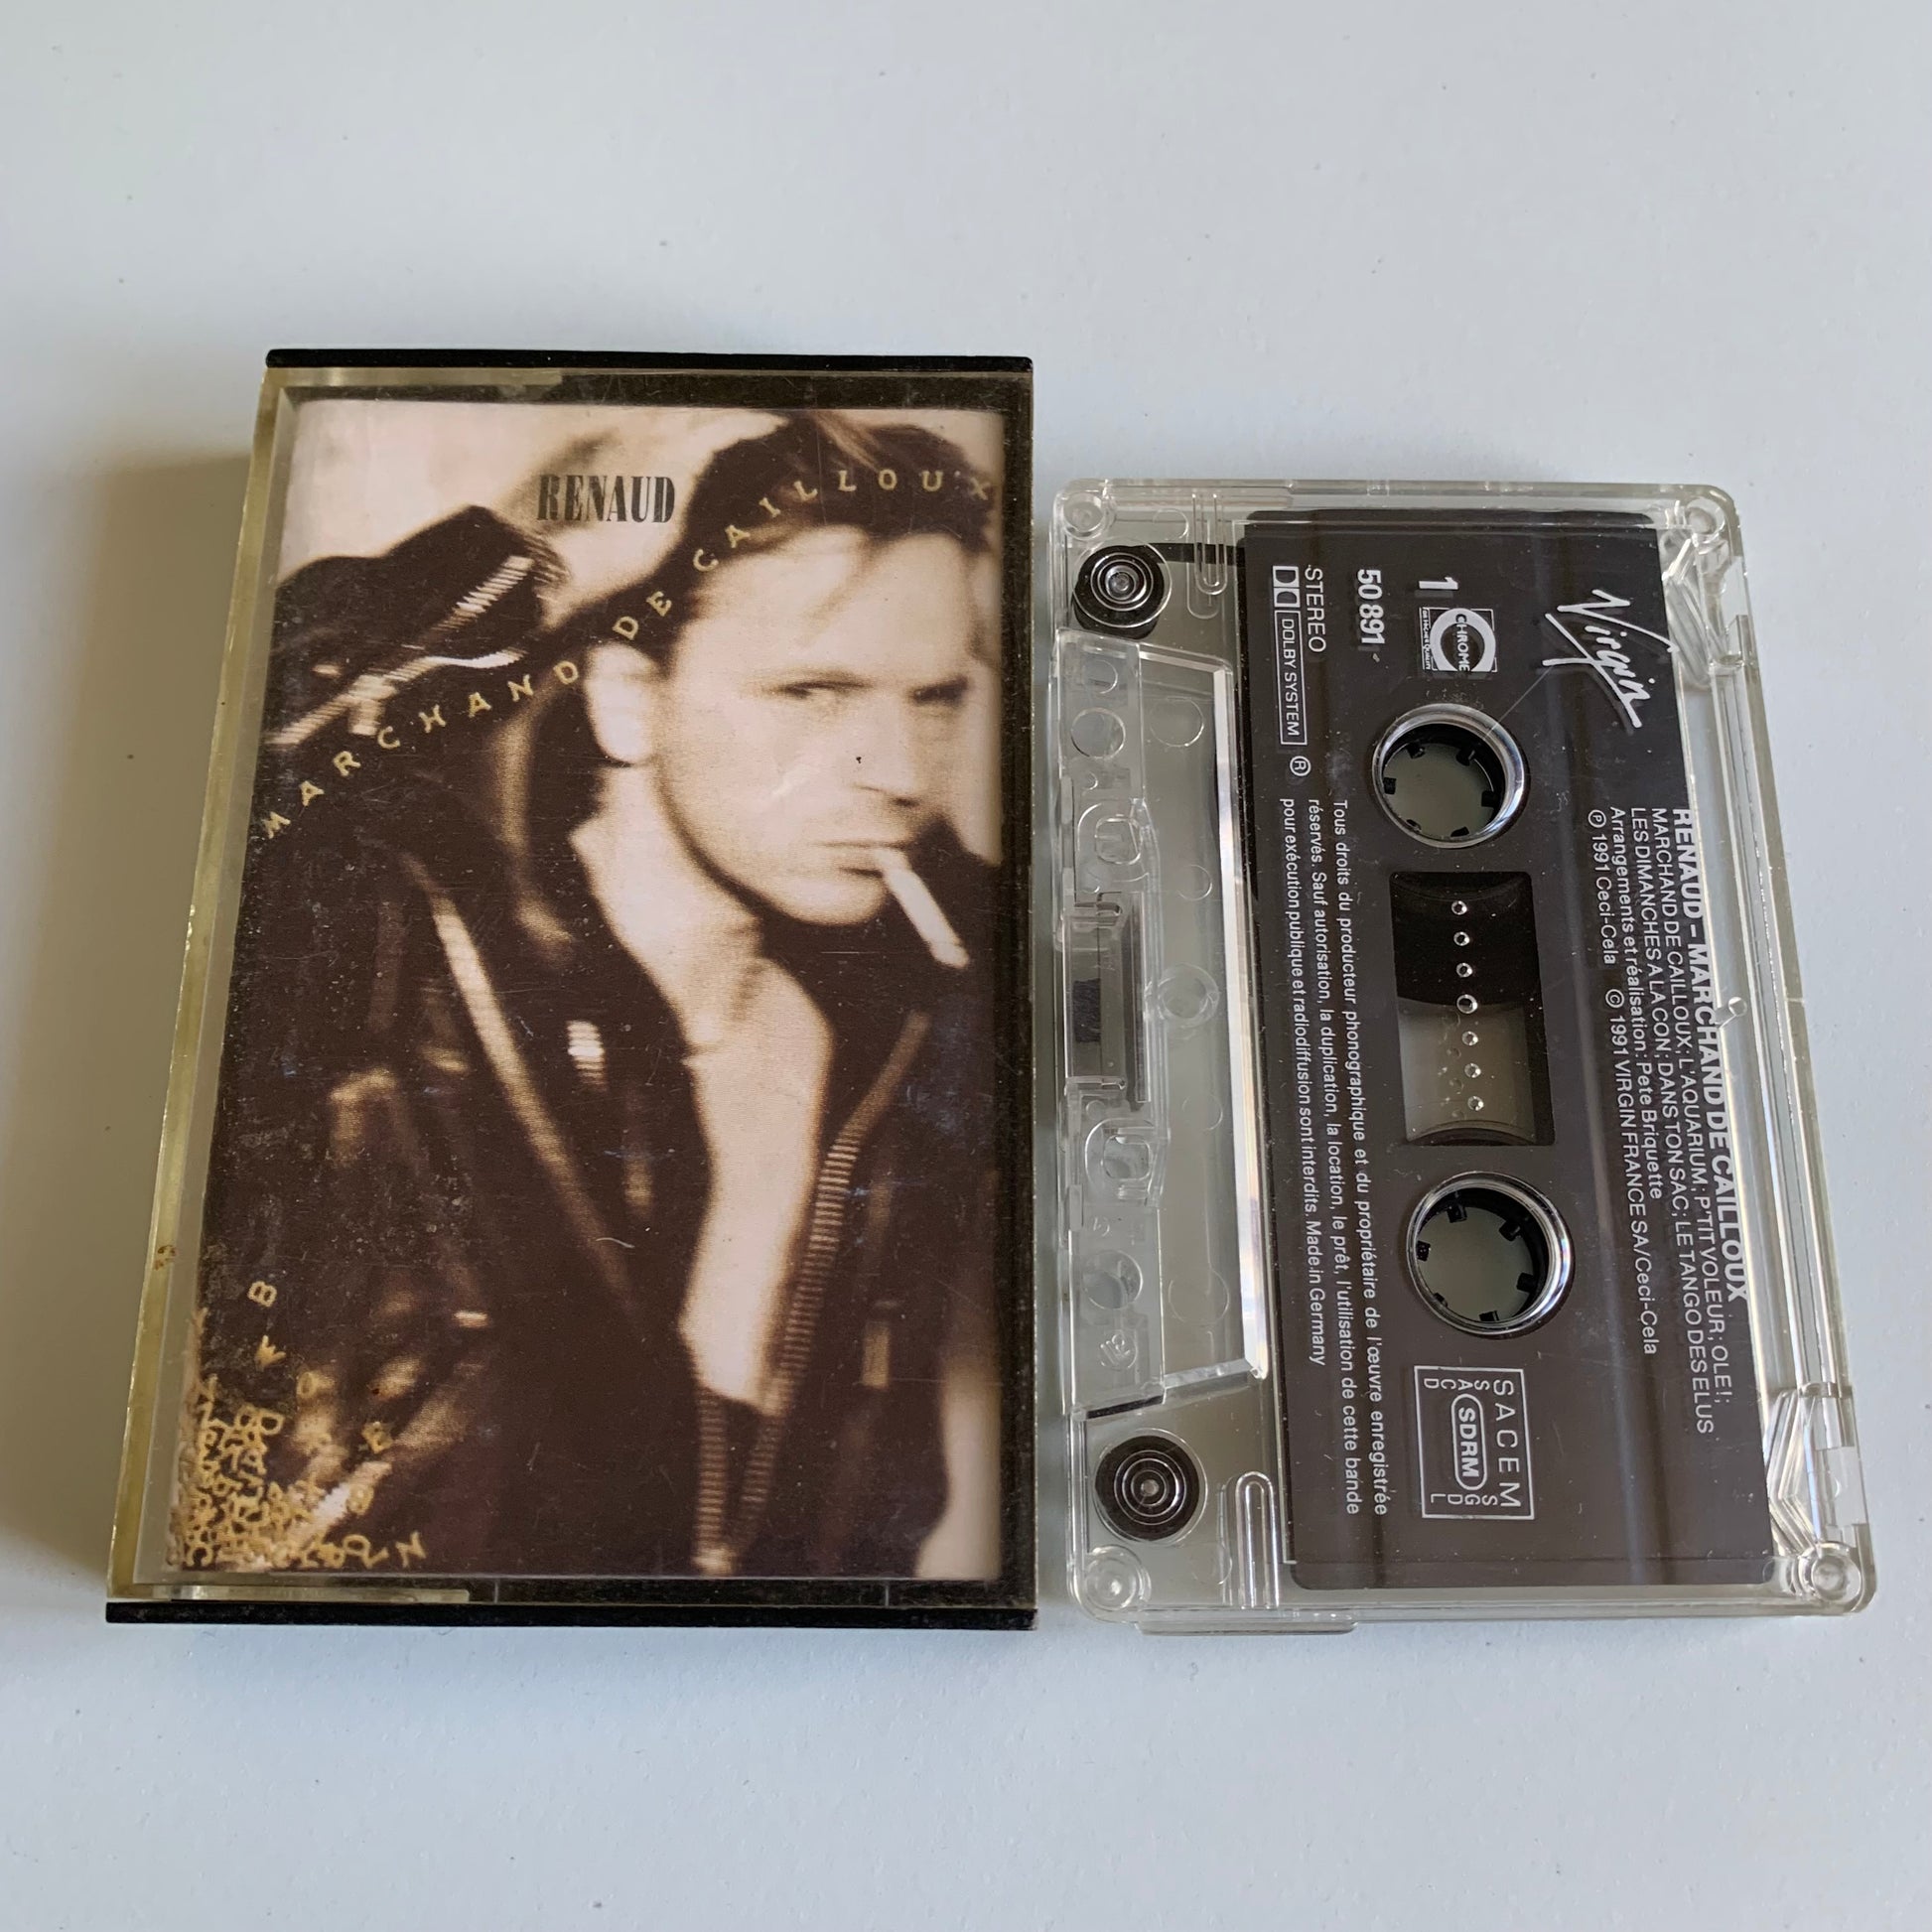 RENAUD
MARCHAND DE CAILLOUX
Virgin
RENAUD - MARCHAND DE CAILLOUX
MARCHAND DE CAILLOUX; L'AQUARIUM; P'TIT VOLEUR; OLE!;
LES DIMANCHES A LA CON; DANS TON SAC; LE TANGO DES ELUS
Arrangements et réalisation: Pete Briquette
Ⓟ 1991 Ceci-Cela © 1991 VIRGIN FRANCE SA/Ceci-Cela
1
CHROME
50 891
STEREO
DOLBY SYSTEM ®
SACEM
SACD
SDRM
SGDL
Tous droits du producteur phonographique et du propriétaire de l'œuvre enregistrée
réservés. Sauf autorisation, la duplication, la location, le prêt, l'utilisation de cette bande
pour exécution publique et radiodiffusion sont interdits. Made in Germany